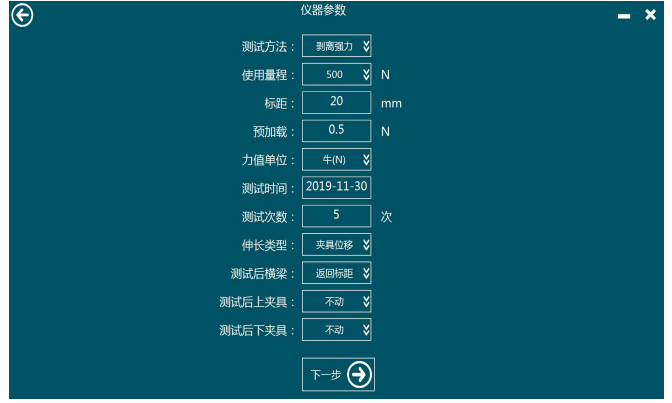 仪器参数
测试方法： 剥离强力
使用量程： 500 N
标距： 20 mm
预加载： 0.5 N
力值单位： 牛(N)
测试时间： 2019-11-30
测试次数： 5 次
伸长类型： 夹具位移
测试后横梁： 返回标距
测试后上夹具： 不动
测试后下夹具： 不动
下一步